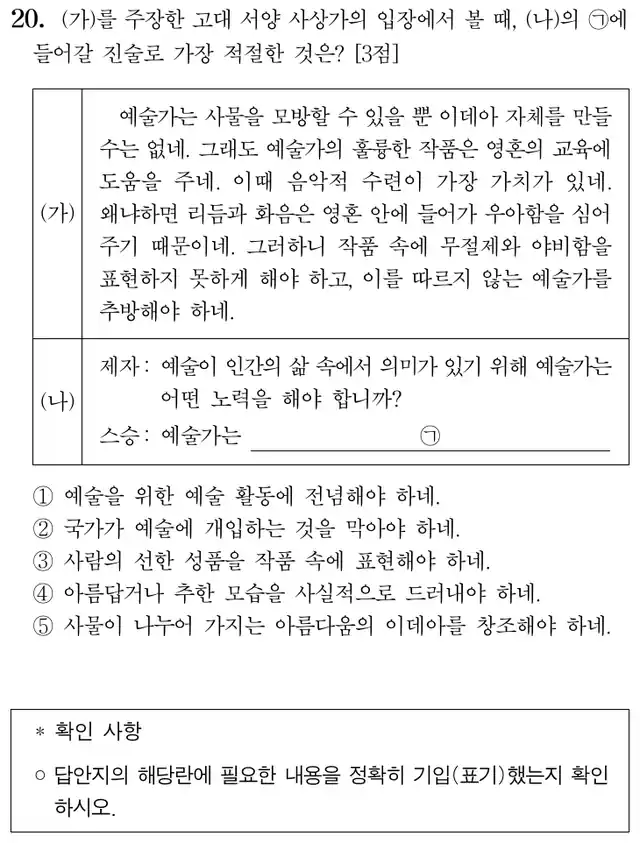 20. (가)를 주장한 고대 서양 사상가의 입장에서 볼 때, (나)의 ㉠에
들어갈 진술로 가장 적절한 것은? [3점]
예술가는 사물을 모방할 수 있을 뿐 이데아 자체를 만들
수는 없네. 그래도 예술가의 훌륭한 작품은 영혼의 교육에
도움을 주네. 이때 음악적 수련이 가장 가치가 있네.
(가) 왜냐하면 리듬과 화음은 영혼 안에 들어가 우아함을 심어
주기 때문이네. 그러하니 작품 속에 무절제와 야비함을
표현하지 못하게 해야 하고, 이를 따르지 않는 예술가를
추방해야 하네.
제자: 예술이 인간의 삶 속에서 의미가 있기 위해 예술가는
(나) 어떤 노력을 해야 합니까?
스승: 예술가는 ㉠
① 예술을 위한 예술 활동에 전념해야 하네.
② 국가가 예술에 개입하는 것을 막아야 하네.
③ 사람의 선한 성품을 작품 속에 표현해야 하네.
④ 아름답거나 추한 모습을 사실적으로 드러내야 하네.
⑤ 사물이 나누어 가지는 아름다움의 이데아를 창조해야 하네.
* 확인 사항
○ 답안지의 해당란에 필요한 내용을 정확히 기입(표기)했는지 확인
하시오.